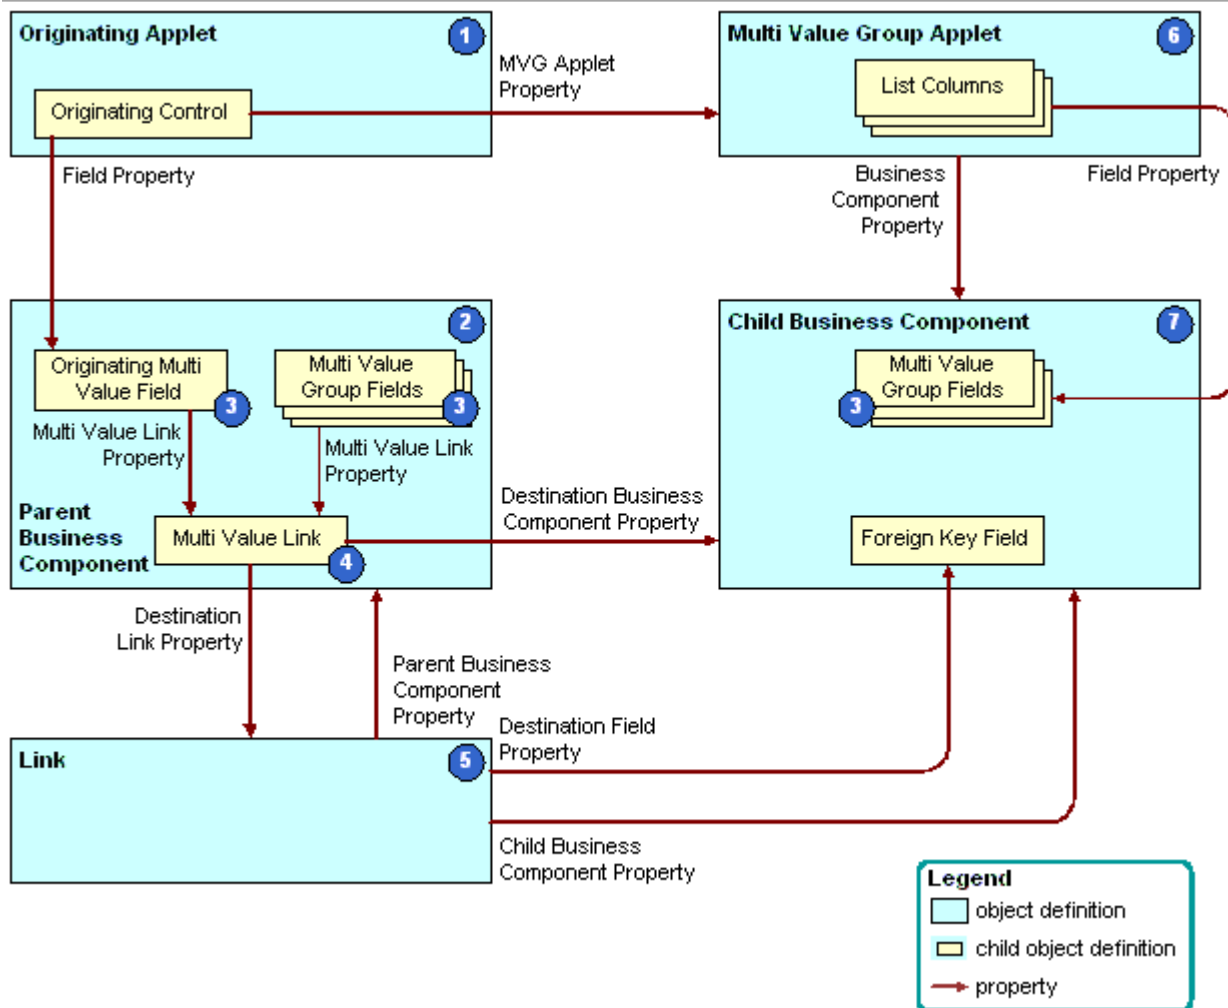 Originating Applet
1
Originating Control
MVG Applet
Property
Multi Value Group Applet
6
List Columns
Field Property
Business
Component
Property
Field Property
2
Originating Multi
Value Field
3
Multi Value
Group Fields
3
Multi Value Link
Property
Multi Value Link
Property
Parent
Business
Component
Multi Value Link
4
Destination Business
Component Property
Child Business Component
7
Multi Value
Group Fields
3
Foreign Key Field
Destination
Link Property
Parent Business
Component
Property
Destination Field
Property
Link
5
Child Business
Component Property
Legend
object definition
child object definition
property